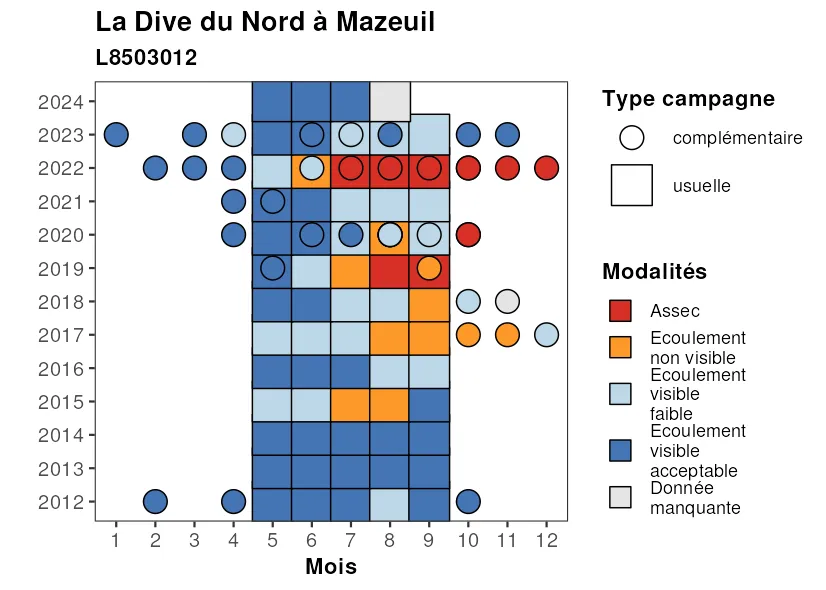 La Dive du Nord à Mazeuil
L8503012
2024
2023
2022
2021
2020
2019
2018
2017
2016
2015
2014
2013
2012
1 2 3 4 5 6 7 8 9 10 11 12
Mois
Type campagne
complémentaire
usuelle
Modalités
Assec
Ecoulement
non visible
Ecoulement
visible
faible
Ecoulement
visible
acceptable
Donnée
manquante